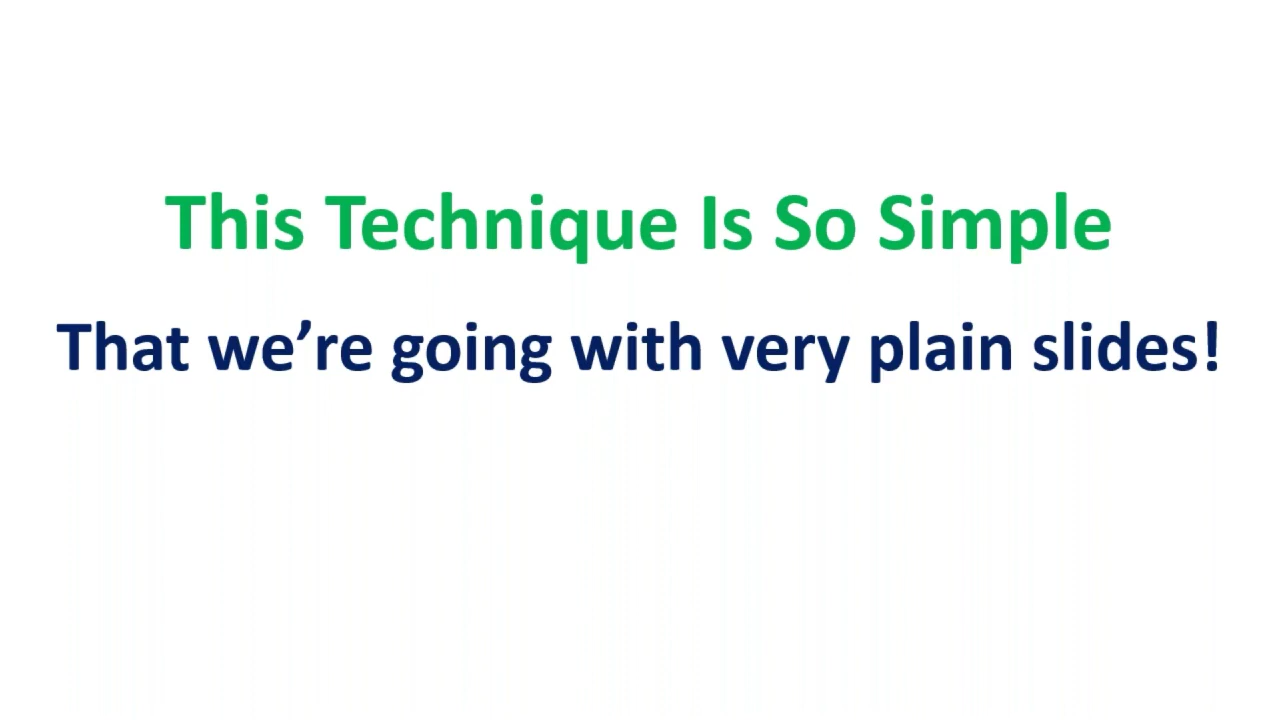 This Technique Is So Simple
That we’re going with very plain slides!